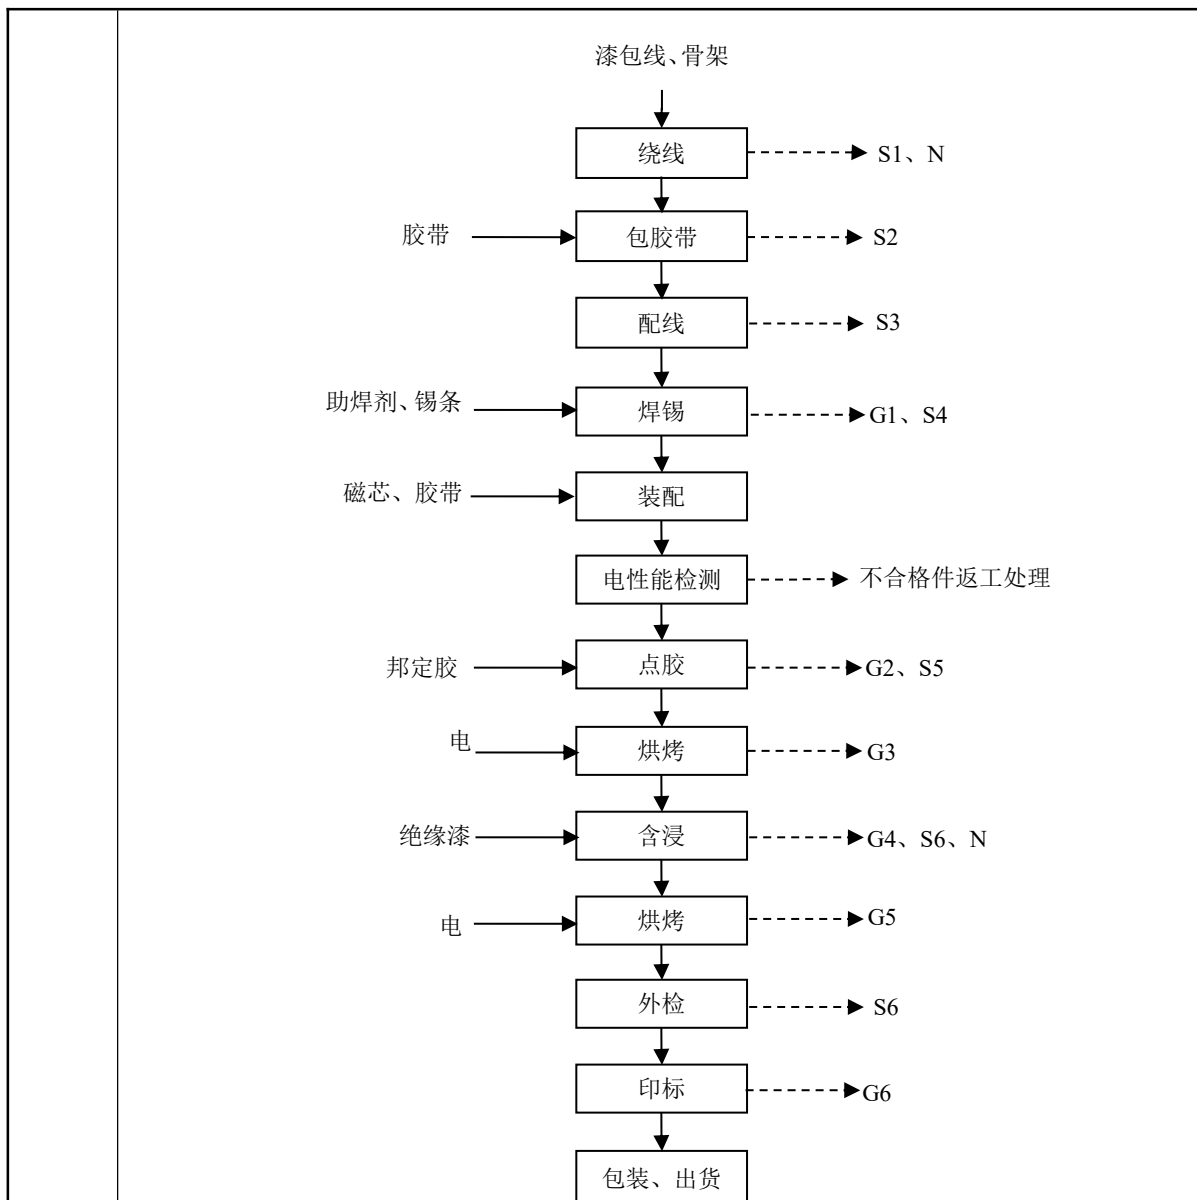 漆包线、骨架
绕线
S1、N
胶带
包胶带
S2
配线
S3
助焊剂、锡条
焊锡
G1、S4
磁芯、胶带
装配
电性能检测
不合格件返工处理
邦定胶
点胶
G2、S5
电
烘烤
G3
绝缘漆
含浸
G4、S6、N
电
烘烤
G5
外检
S6
印标
G6
包装、出货